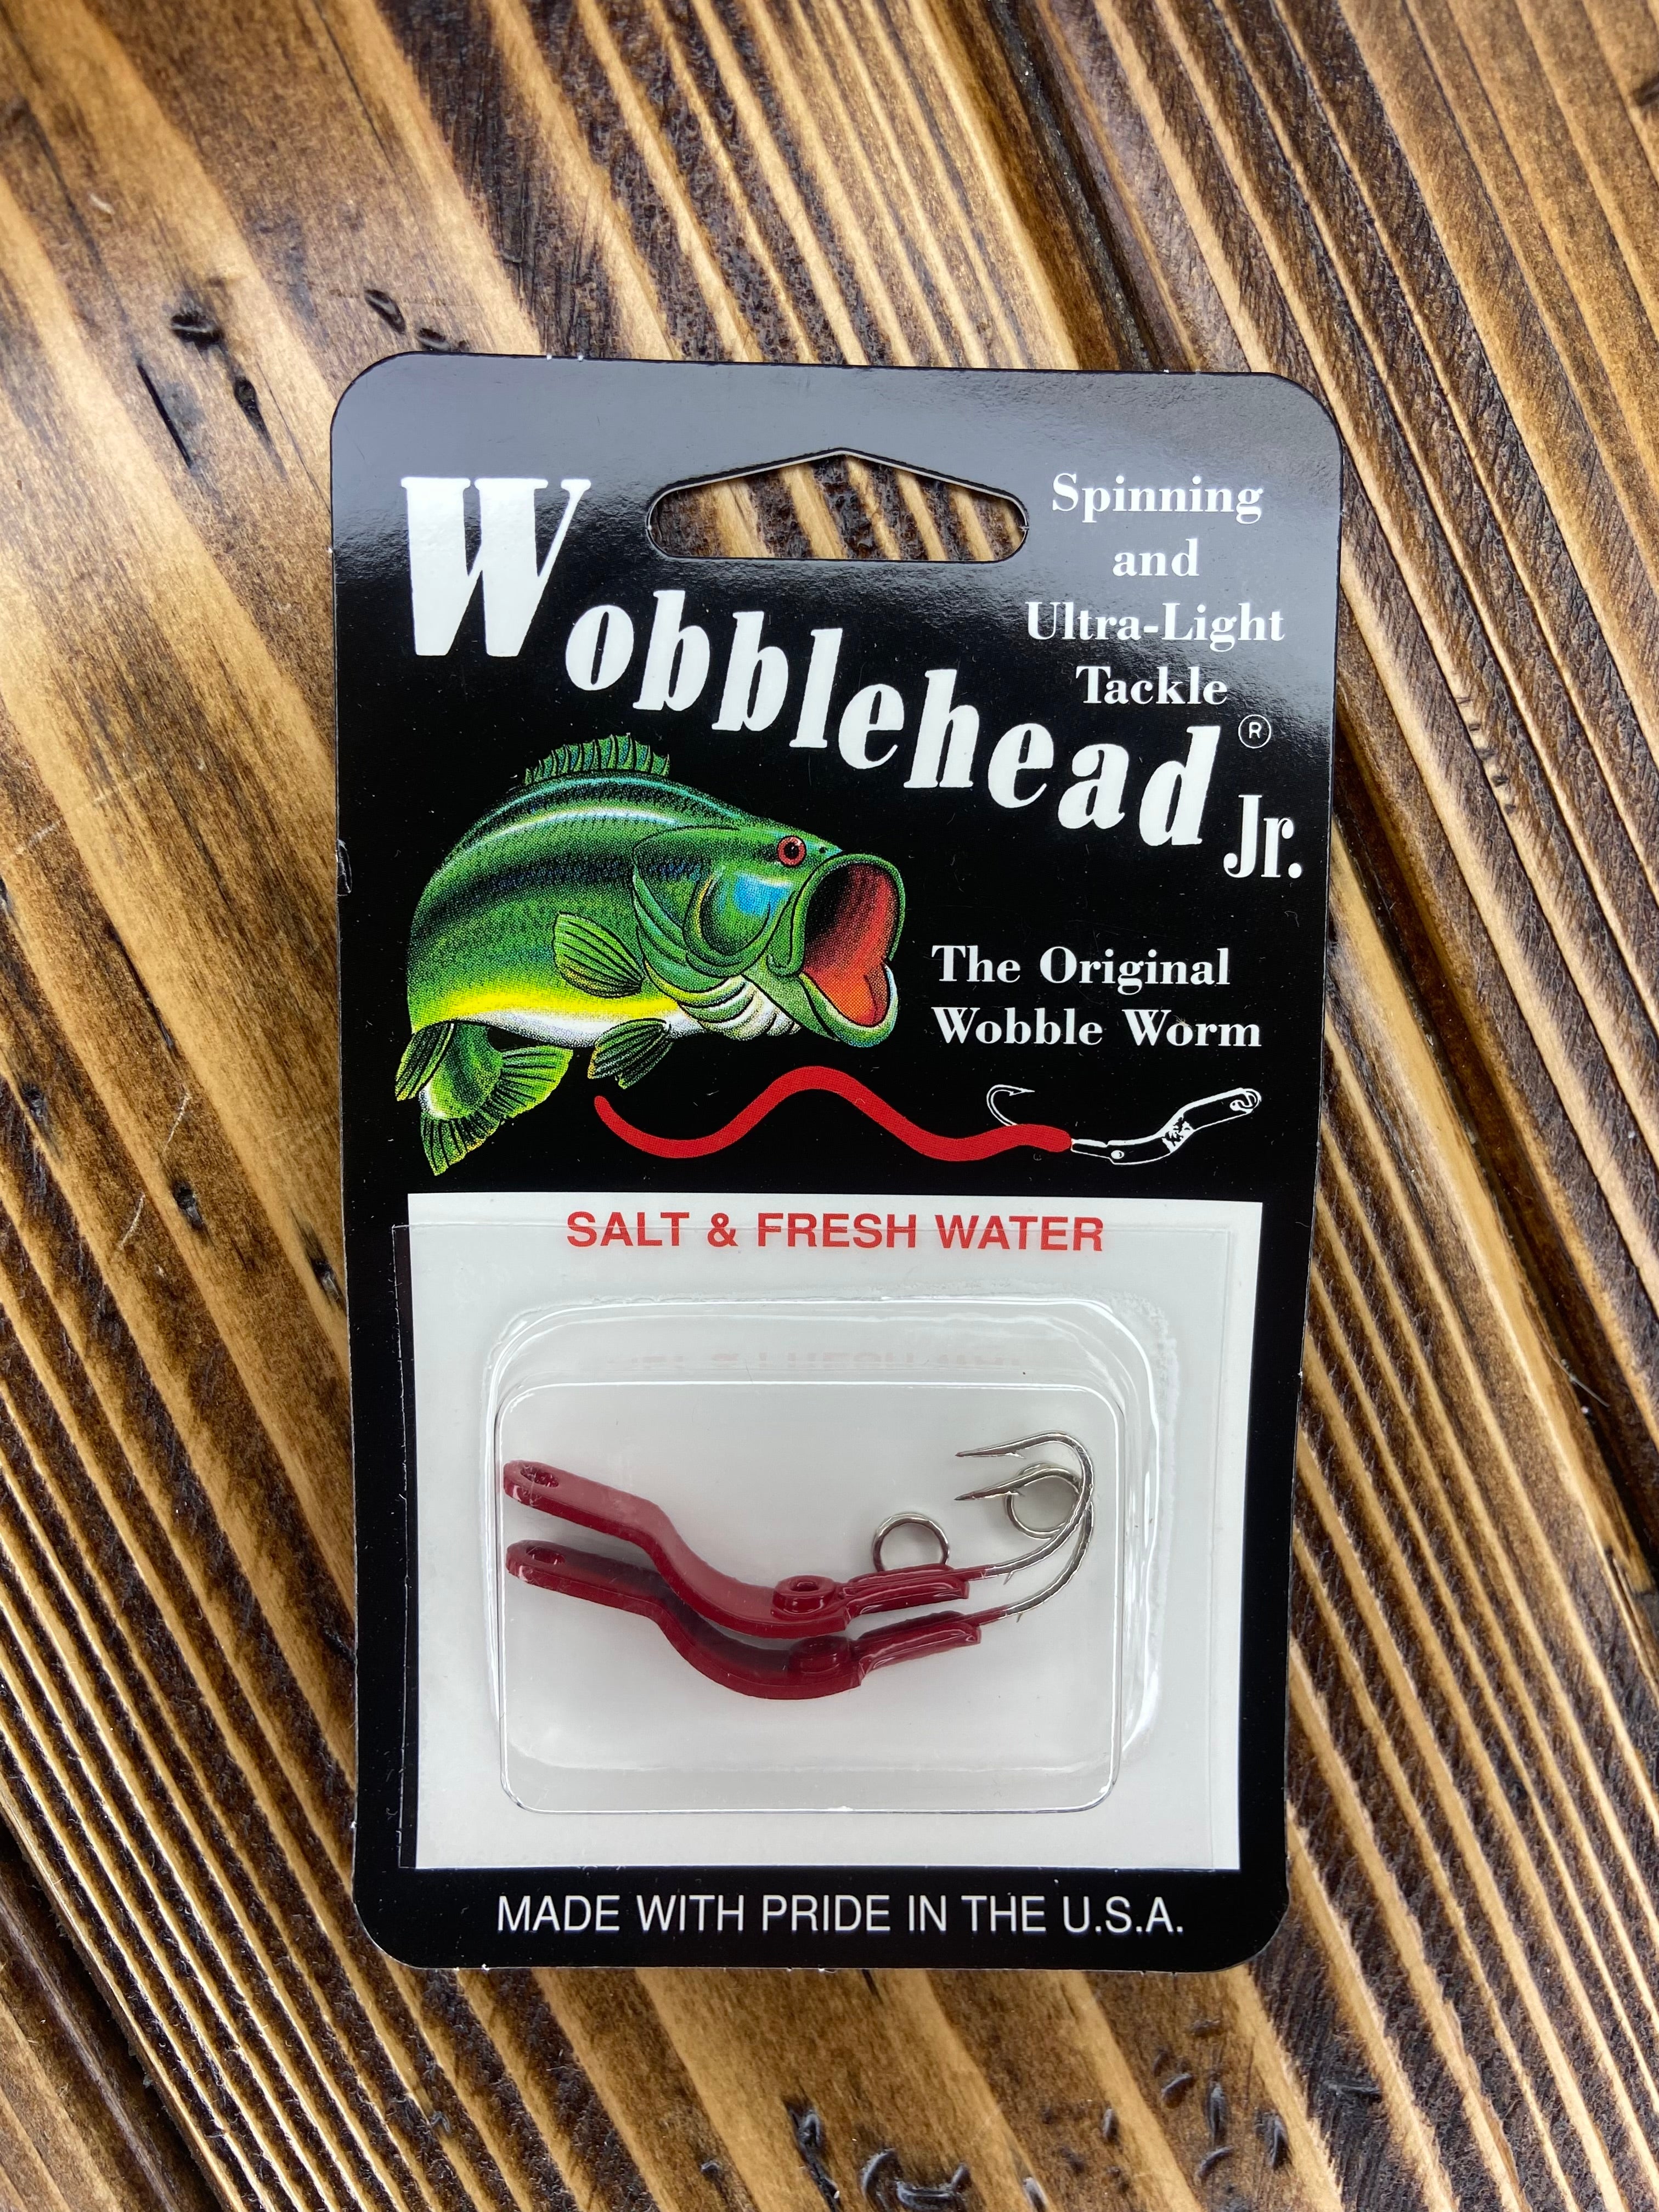 Spinning
and
Ultra-Light
Tackle
Wobblehead®
Jr.
The Original
Wobble Worm
SALT & FRESH WATER
MADE WITH PRIDE IN THE U.S.A.